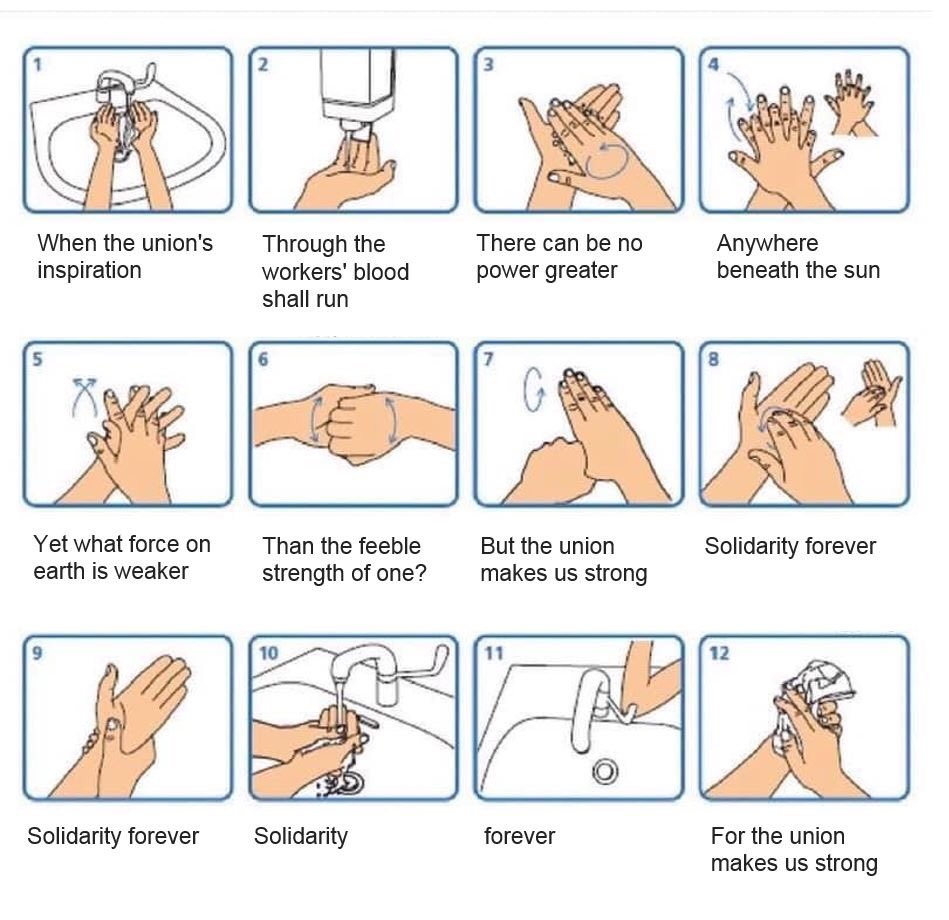 1
When the union's
inspiration
2
Through the
workers' blood
shall run
3
There can be no
power greater
4
Anywhere
beneath the sun
5
Yet what force on
earth is weaker
6
Than the feeble
strength of one?
7
But the union
makes us strong
8
Solidarity forever
9
Solidarity forever
10
Solidarity
11
forever
12
For the union
makes us strong